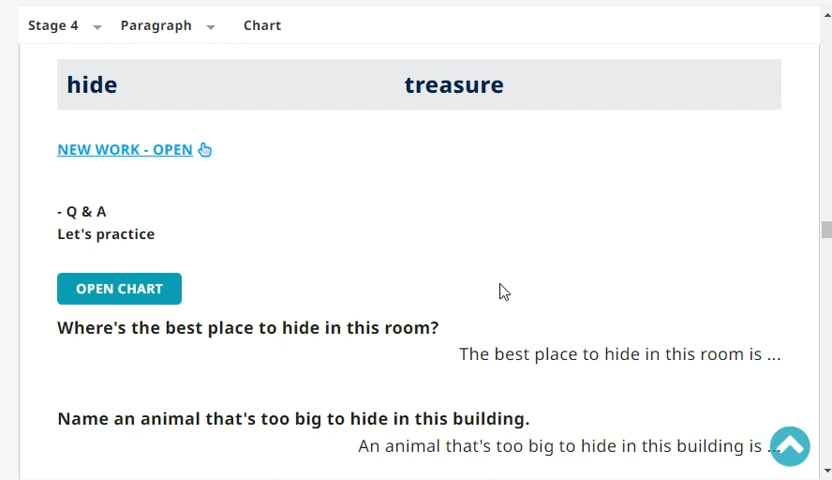 Stage 4 Paragraph Chart
hide treasure
NEW WORK - OPEN
- Q & A
Let's practice
OPEN CHART
Where's the best place to hide in this room?
The best place to hide in this room is ...
Name an animal that's too big to hide in this building.
An animal that's too big to hide in this building is ...